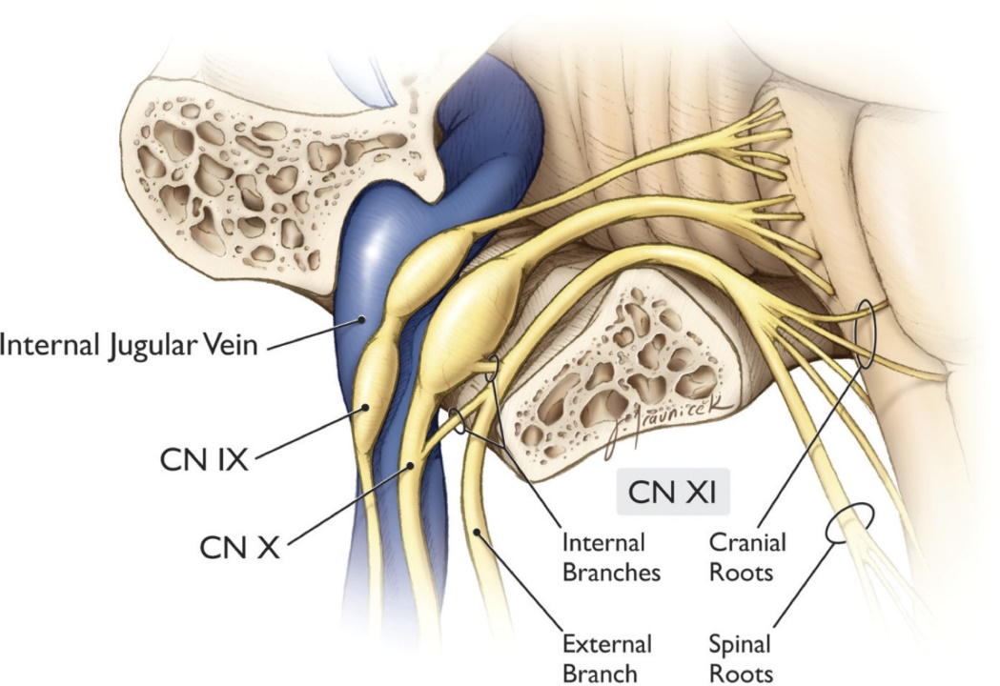 Internal Jugular Vein
CN IX
CN X
CN XI
Internal
Branches
Cranial
Roots
External
Branch
Spinal
Roots